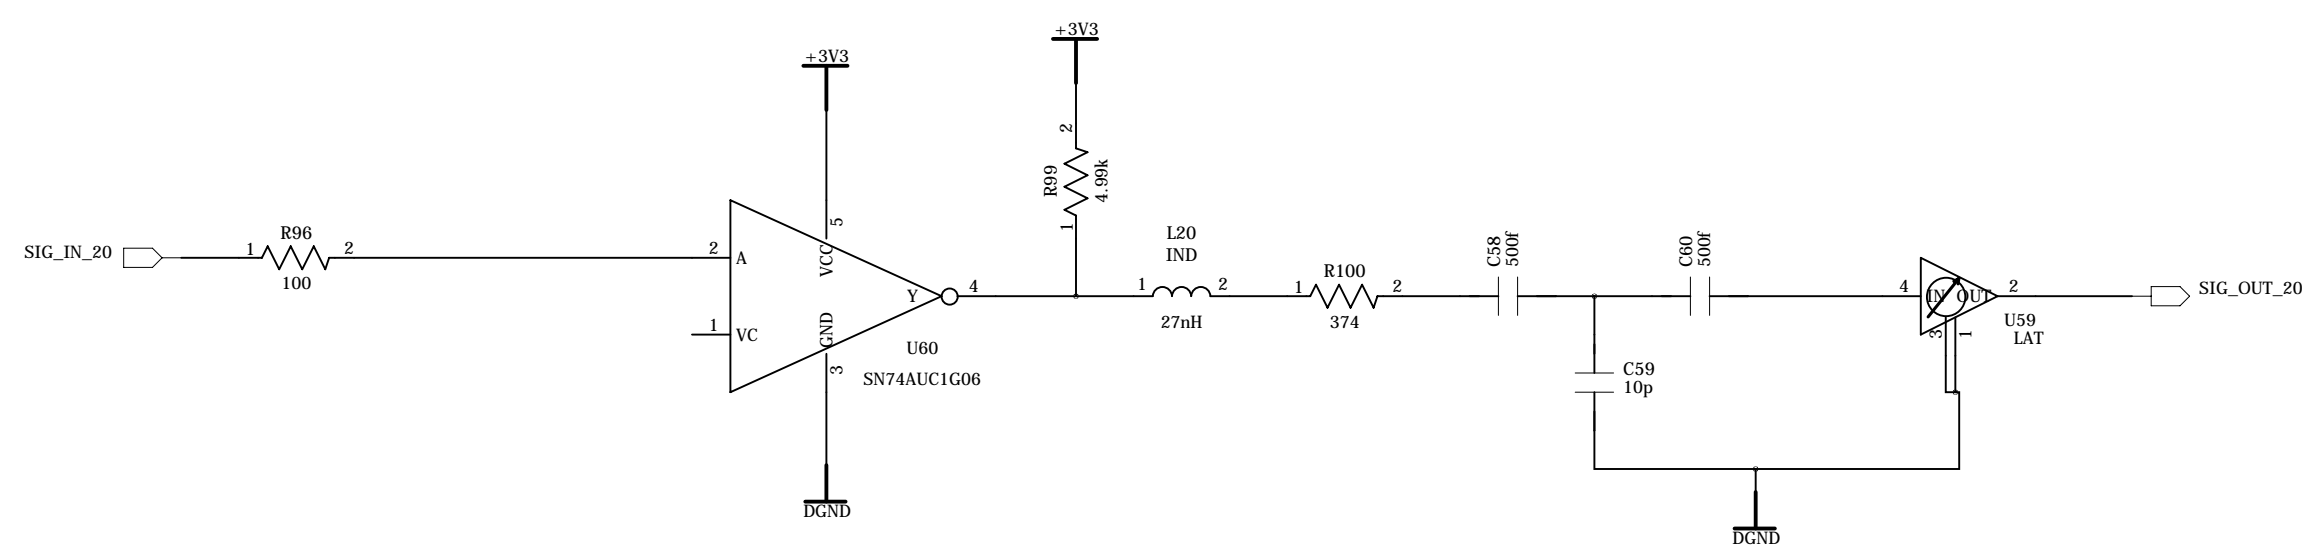 +3V3
+3V3
2
R99
4.99k
1
SIG_IN_20
1
R96
2
100
2
A
VCC
5
Y
4
1
VC
GND
3
U60
SN74AUC1G06
DGND
L20
IND
1
2
27nH
R100
1
2
374
C58
500f
C60
500f
C59
10p
4
IN
OUT
2
3
1
U59
LAT
SIG_OUT_20
DGND